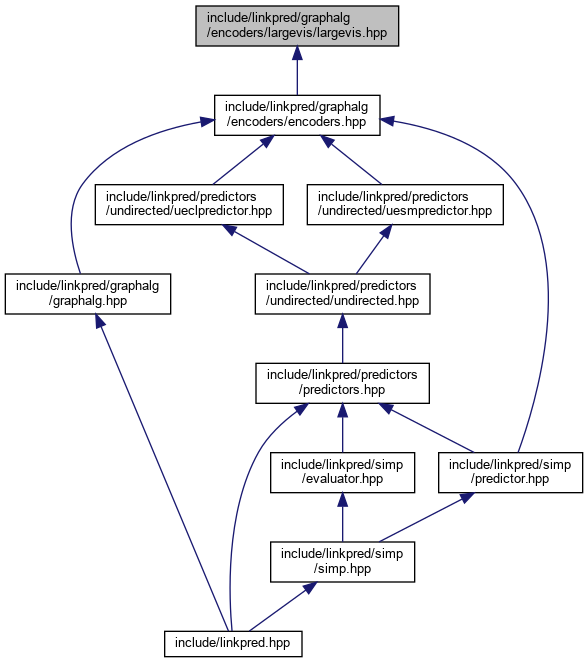 include/linkpred/graphalg
/encoders/largevis/largevis.hpp
include/linkpred/graphalg
/encoders/encoders.hpp
include/linkpred/predictors
/undirected/ueclpredictor.hpp
include/linkpred/predictors
/undirected/uesmpredictor.hpp
include/linkpred/graphalg
/graphalg.hpp
include/linkpred/predictors
/undirected/undirected.hpp
include/linkpred/predictors
/predictors.hpp
include/linkpred/simp
/evaluator.hpp
include/linkpred/simp
/predictor.hpp
include/linkpred/simp
/simp.hpp
include/linkpred.hpp